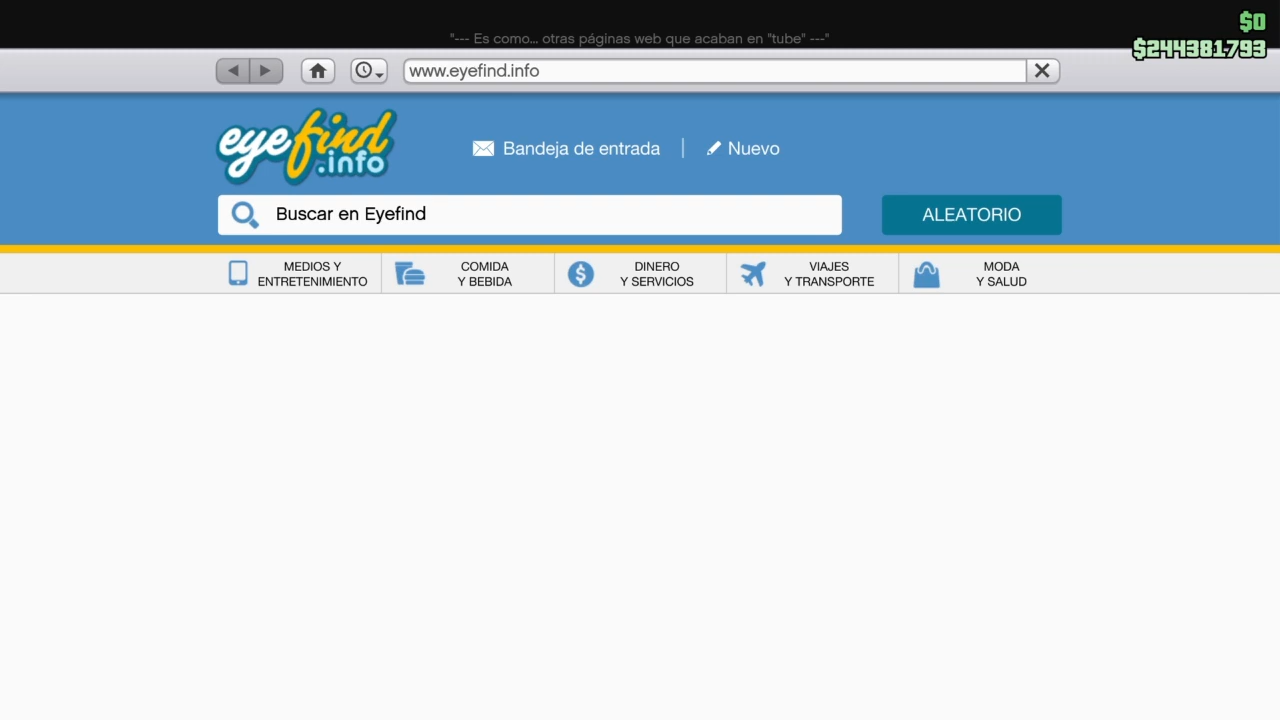 $0
"--- Es como... otras páginas web que acaban en "tube" ---"
$244381793
www.eyefind.info
eyefind.info
Bandeja de entrada
Nuevo
Buscar en Eyefind
ALEATORIO
MEDIOS Y
ENTRETENIMIENTO
COMIDA
Y BEBIDA
DINERO
Y SERVICIOS
VIAJES
Y TRANSPORTE
MODA
Y SALUD